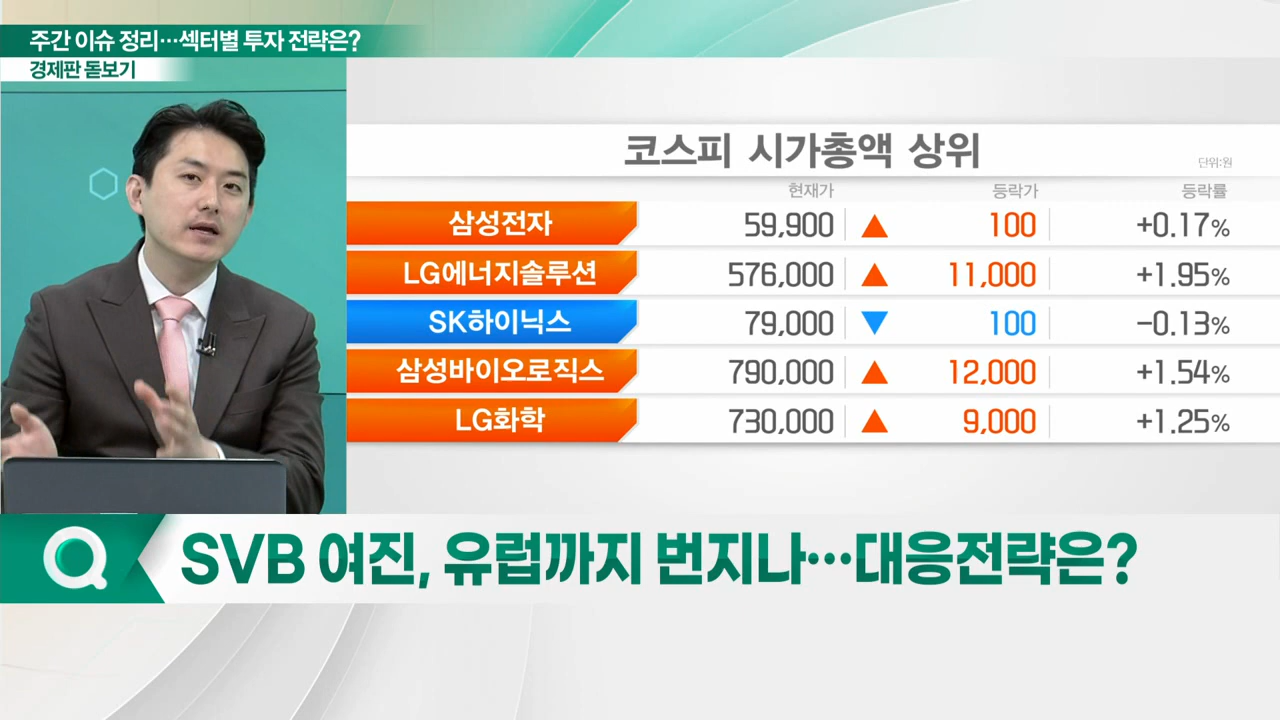 주간 이슈 정리…섹터별 투자 전략은?
경제판 돋보기
코스피 시가총액 상위
단위:원
현재가 등락가 등락률
삼성전자 59,900 ▲ 100 +0.17%
LG에너지솔루션 576,000 ▲ 11,000 +1.95%
SK하이닉스 79,000 ▼ 100 -0.13%
삼성바이오로직스 790,000 ▲ 12,000 +1.54%
LG화학 730,000 ▲ 9,000 +1.25%
Q SVB 여진, 유럽까지 번지나…대응전략은?